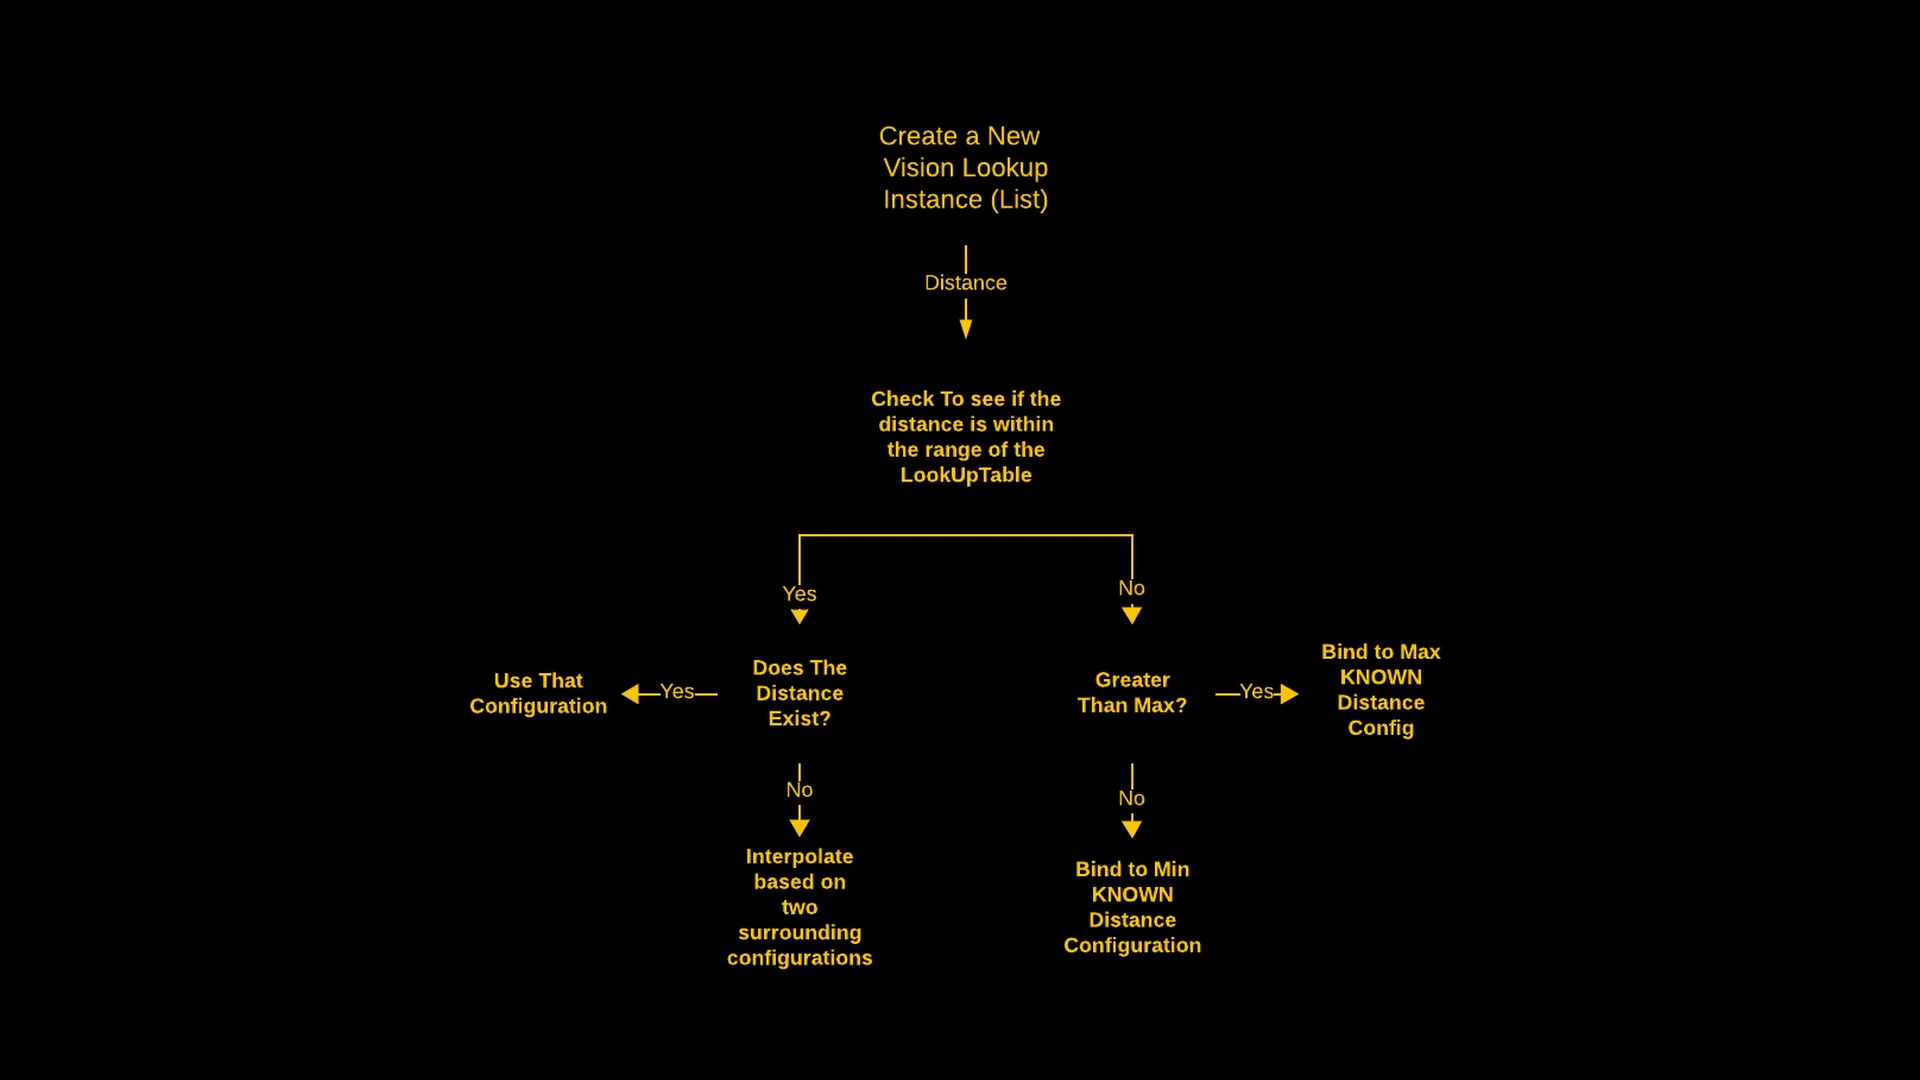 Create a New
Vision Lookup
Instance (List)
Distance
Check To see if the
distance is within
the range of the
LookUpTable
Yes
No
Use That
Configuration
Yes
Does The
Distance
Exist?
Greater
Than Max?
Yes
Bind to Max
KNOWN
Distance
Config
No
Interpolate
based on
two
surrounding
configurations
No
Bind to Min
KNOWN
Distance
Configuration